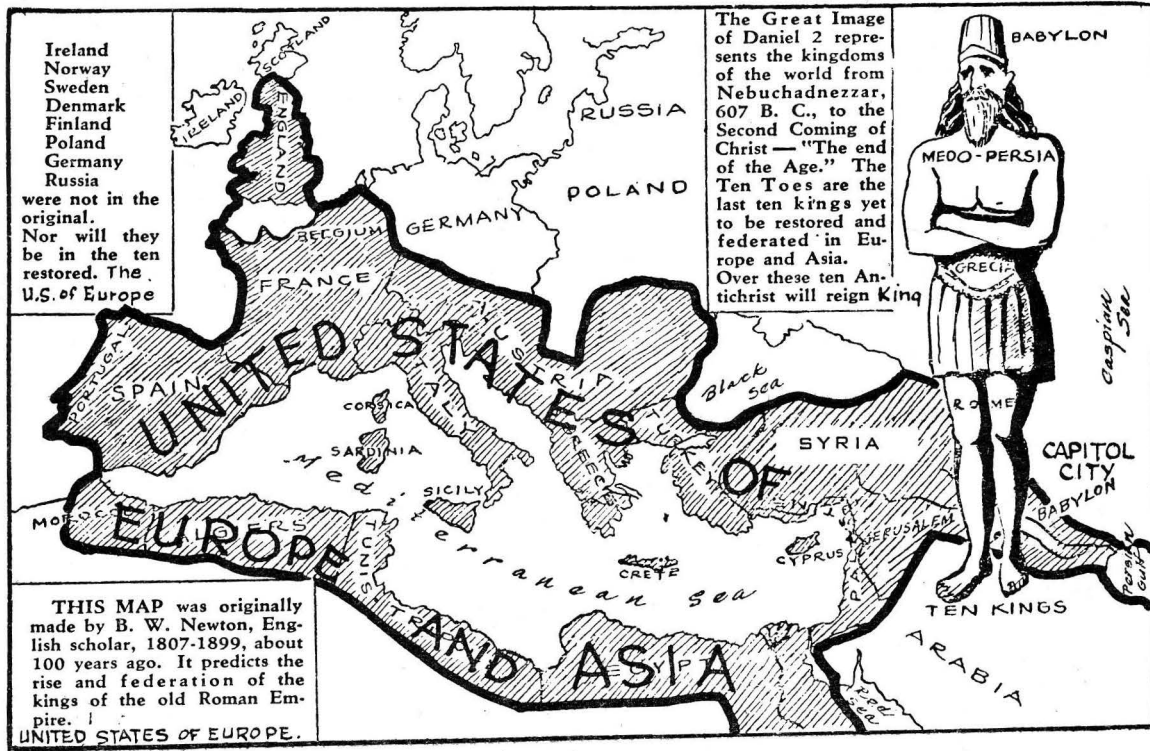 Ireland
Norway
Sweden
Denmark
Finland
Poland
Germany
Russia
were not in the
original.
Nor will they
be in the ten
restored. The
U.S. of Europe
The Great Image
of Daniel 2 repre-
sents the kingdoms
of the world from
Nebuchadnezzar,
607 B. C., to the
Second Coming of
Christ — "The end
of the Age." The
Ten Toes are the
last ten kings yet
to be restored and
federated in Eu-
rope and Asia.
Over these ten An-
tichrist will reign King
BABYLON
MEDO-PERSIA
GRECIA
ROME
TEN KINGS
SCOTLAND
IRELAND
ENGLAND
RUSSIA
POLAND
GERMANY
BELGIUM
FRANCE
PORTUGAL
SPAIN
ITALY
CORSICA
SARDINIA
SICILY
GREECE
TURKEY
Black Sea
Caspian Sea
SYRIA
CAPITOL
CITY
BABYLON
JERUSALEM
Persian Gulf
CYPRUS
CRETE
Mediterranean Sea
MOROC
ALGERS
TUNIS
EGYPT
Red Sea
ARABIA
UNITED STATES OF
EUROPE AND ASIA
THIS MAP was originally
made by B. W. Newton, Eng-
lish scholar, 1807-1899, about
100 years ago. It predicts the
rise and federation of the
kings of the old Roman Em-
pire.
UNITED STATES OF EUROPE.